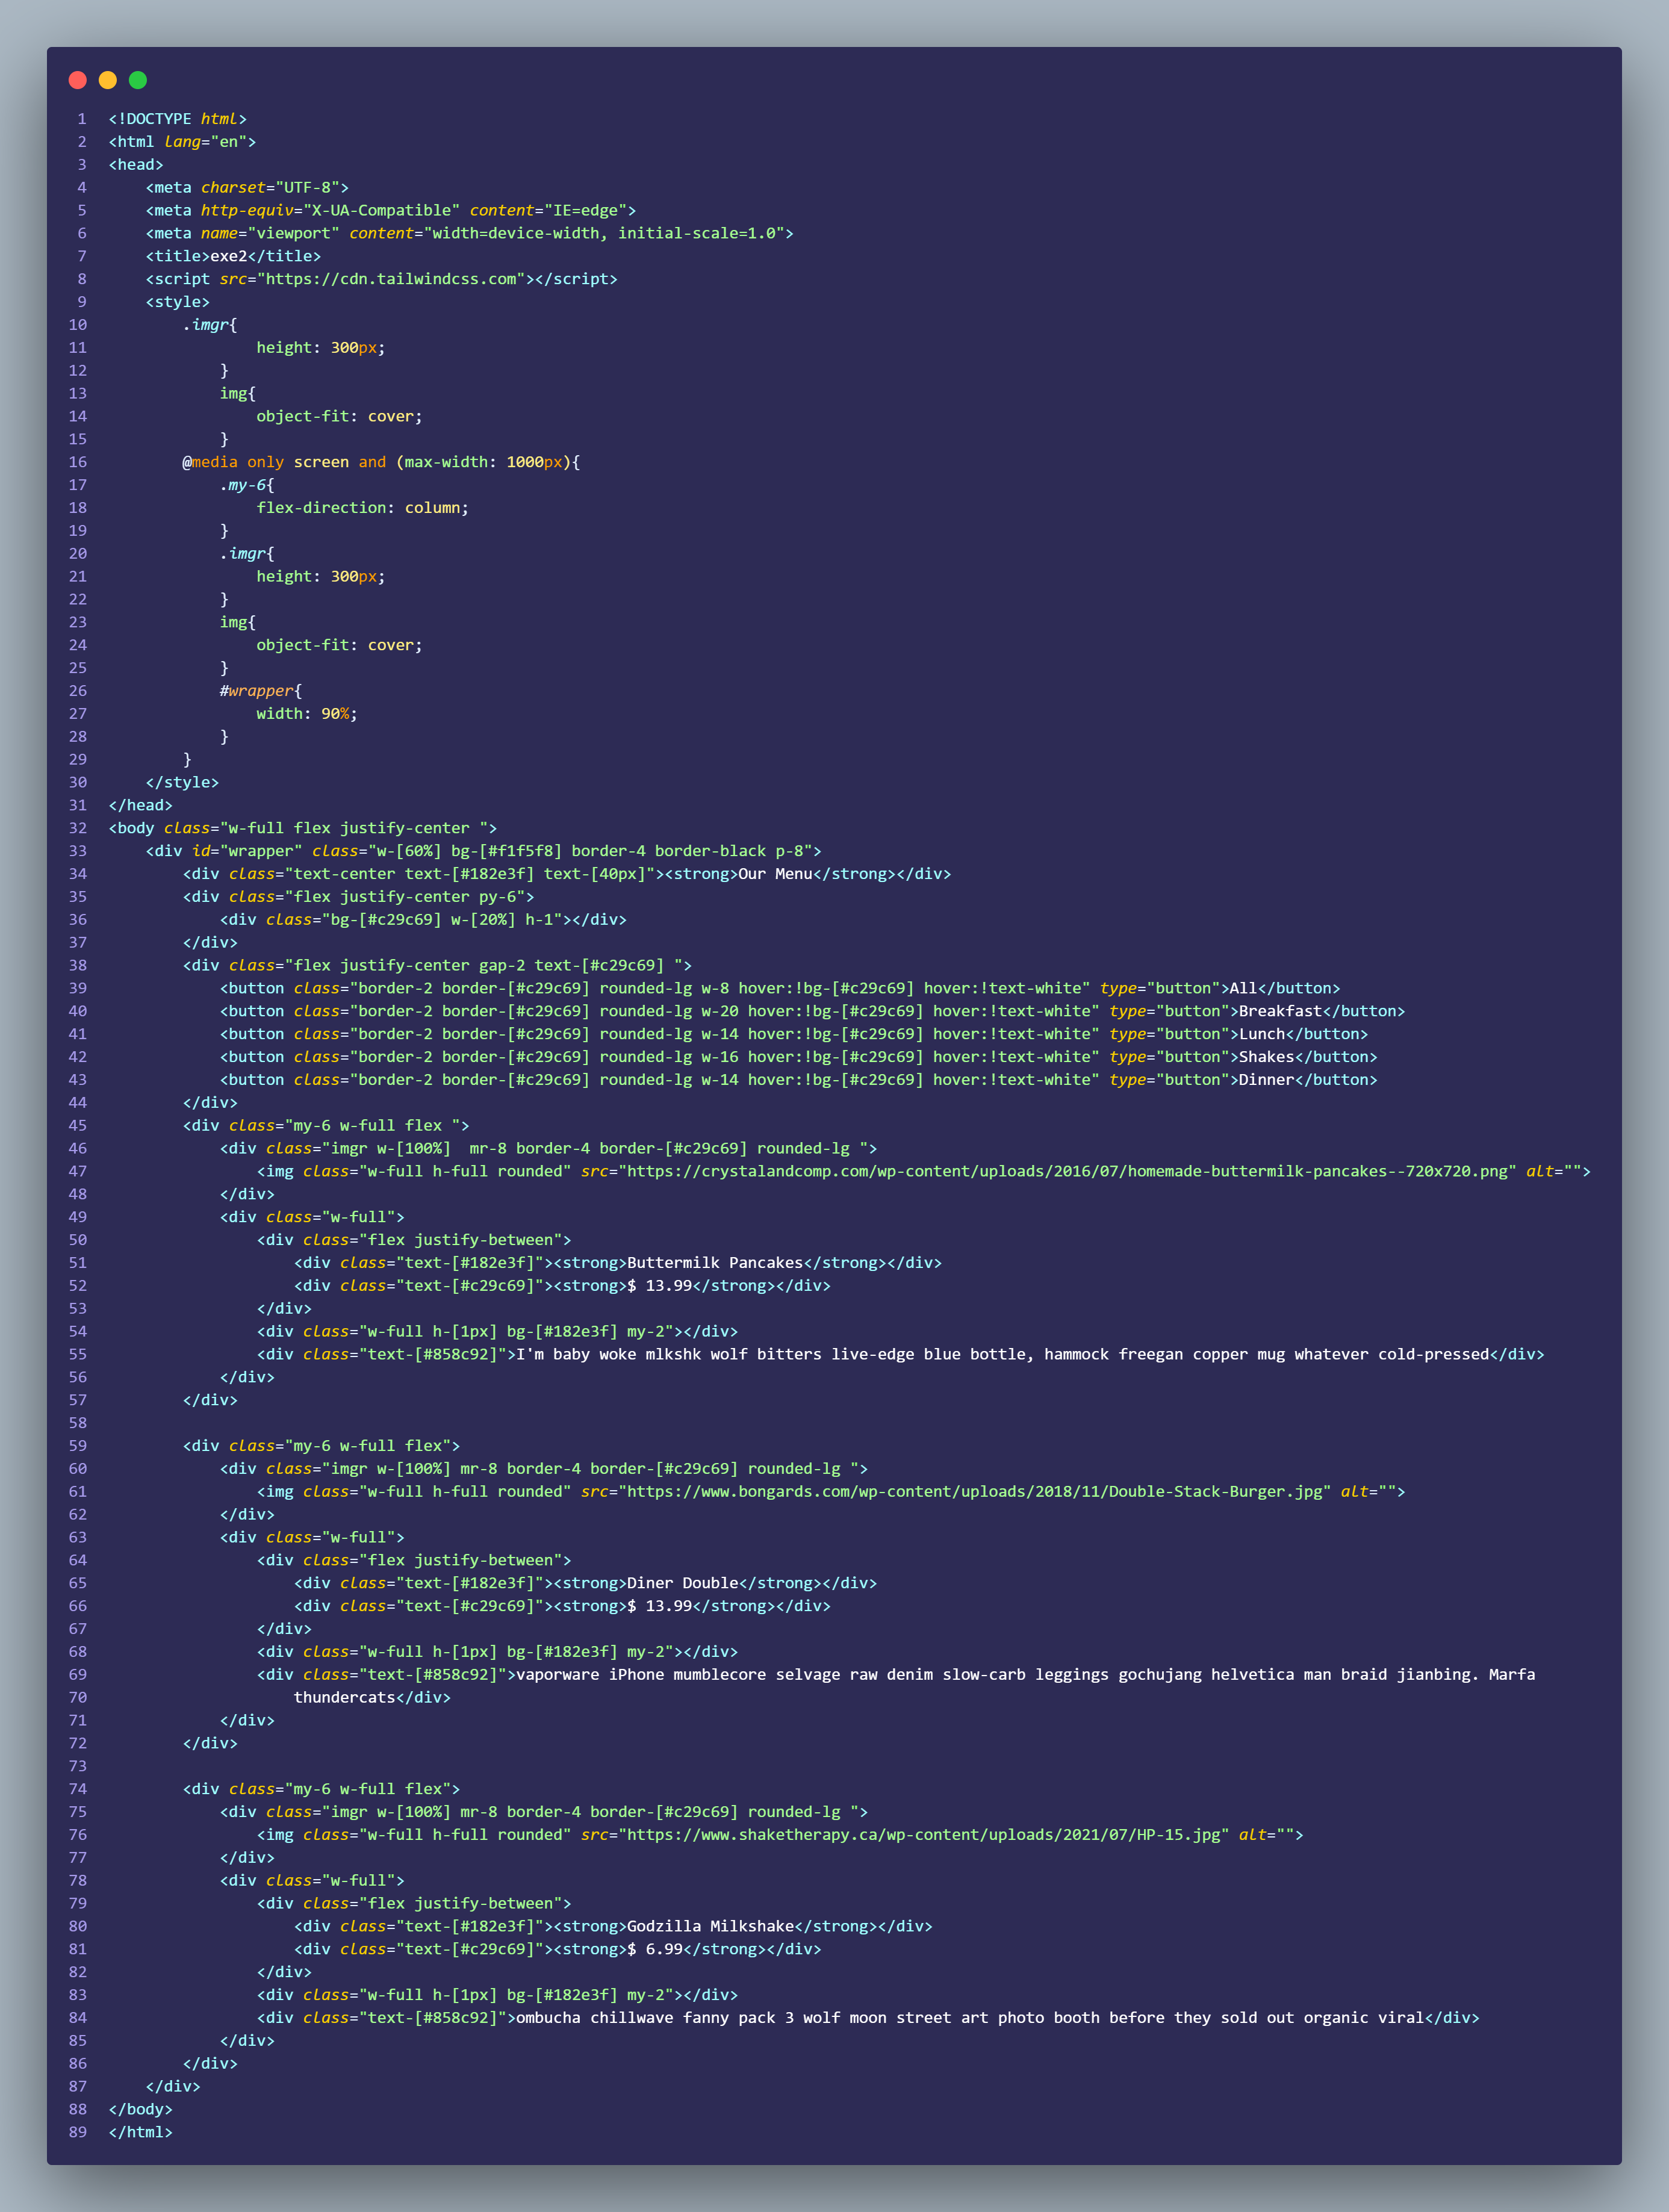 1 <!DOCTYPE html>
2 <html lang="en">
3 <head>
4     <meta charset="UTF-8">
5     <meta http-equiv="X-UA-Compatible" content="IE=edge">
6     <meta name="viewport" content="width=device-width, initial-scale=1.0">
7     <title>exe2</title>
8     <script src="https://cdn.tailwindcss.com"></script>
9     <style>
10         .imgr{
11                 height: 300px;
12             }
13             img{
14                 object-fit: cover;
15             }
16         @media only screen and (max-width: 1000px){
17             .my-6{
18                 flex-direction: column;
19             }
20             .imgr{
21                 height: 300px;
22             }
23             img{
24                 object-fit: cover;
25             }
26             #wrapper{
27                 width: 90%;
28             }
29         }
30     </style>
31 </head>
32 <body class="w-full flex justify-center ">
33     <div id="wrapper" class="w-[60%] bg-[#f1f5f8] border-4 border-black p-8">
34         <div class="text-center text-[#182e3f] text-[40px]"><strong>Our Menu</strong></div>
35         <div class="flex justify-center py-6">
36             <div class="bg-[#c29c69] w-[20%] h-1"></div>
37         </div>
38         <div class="flex justify-center gap-2 text-[#c29c69] ">
39             <button class="border-2 border-[#c29c69] rounded-lg w-8 hover:!bg-[#c29c69] hover:!text-white" type="button">All</button>
40             <button class="border-2 border-[#c29c69] rounded-lg w-20 hover:!bg-[#c29c69] hover:!text-white" type="button">Breakfast</button>
41             <button class="border-2 border-[#c29c69] rounded-lg w-14 hover:!bg-[#c29c69] hover:!text-white" type="button">Lunch</button>
42             <button class="border-2 border-[#c29c69] rounded-lg w-16 hover:!bg-[#c29c69] hover:!text-white" type="button">Shakes</button>
43             <button class="border-2 border-[#c29c69] rounded-lg w-14 hover:!bg-[#c29c69] hover:!text-white" type="button">Dinner</button>
44         </div>
45         <div class="my-6 w-full flex ">
46             <div class="imgr w-[100%]  mr-8 border-4 border-[#c29c69] rounded-lg ">
47                 <img class="w-full h-full rounded" src="https://crystalandcomp.com/wp-content/uploads/2016/07/homemade-buttermilk-pancakes--720x720.png" alt="">
48             </div>
49             <div class="w-full">
50                 <div class="flex justify-between">
51                     <div class="text-[#182e3f]"><strong>Buttermilk Pancakes</strong></div>
52                     <div class="text-[#c29c69]"><strong>$ 13.99</strong></div>
53                 </div>
54                 <div class="w-full h-[1px] bg-[#182e3f] my-2"></div>
55                 <div class="text-[#858c92]">I'm baby woke mlkshk wolf bitters live-edge blue bottle, hammock freegan copper mug whatever cold-pressed</div>
56             </div>
57         </div>
58
59         <div class="my-6 w-full flex">
60             <div class="imgr w-[100%] mr-8 border-4 border-[#c29c69] rounded-lg ">
61                 <img class="w-full h-full rounded" src="https://www.bongards.com/wp-content/uploads/2018/11/Double-Stack-Burger.jpg" alt="">
62             </div>
63             <div class="w-full">
64                 <div class="flex justify-between">
65                     <div class="text-[#182e3f]"><strong>Diner Double</strong></div>
66                     <div class="text-[#c29c69]"><strong>$ 13.99</strong></div>
67                 </div>
68                 <div class="w-full h-[1px] bg-[#182e3f] my-2"></div>
69                 <div class="text-[#858c92]">vaporware iPhone mumblecore selvage raw denim slow-carb leggings gochujang helvetica man braid jianbing. Marfa
70                     thundercats</div>
71             </div>
72         </div>
73
74         <div class="my-6 w-full flex">
75             <div class="imgr w-[100%] mr-8 border-4 border-[#c29c69] rounded-lg ">
76                 <img class="w-full h-full rounded" src="https://www.shaketherapy.ca/wp-content/uploads/2021/07/HP-15.jpg" alt="">
77             </div>
78             <div class="w-full">
79                 <div class="flex justify-between">
80                     <div class="text-[#182e3f]"><strong>Godzilla Milkshake</strong></div>
81                     <div class="text-[#c29c69]"><strong>$ 6.99</strong></div>
82                 </div>
83                 <div class="w-full h-[1px] bg-[#182e3f] my-2"></div>
84                 <div class="text-[#858c92]">ombucha chillwave fanny pack 3 wolf moon street art photo booth before they sold out organic viral</div>
85             </div>
86         </div>
87     </div>
88 </body>
89 </html>